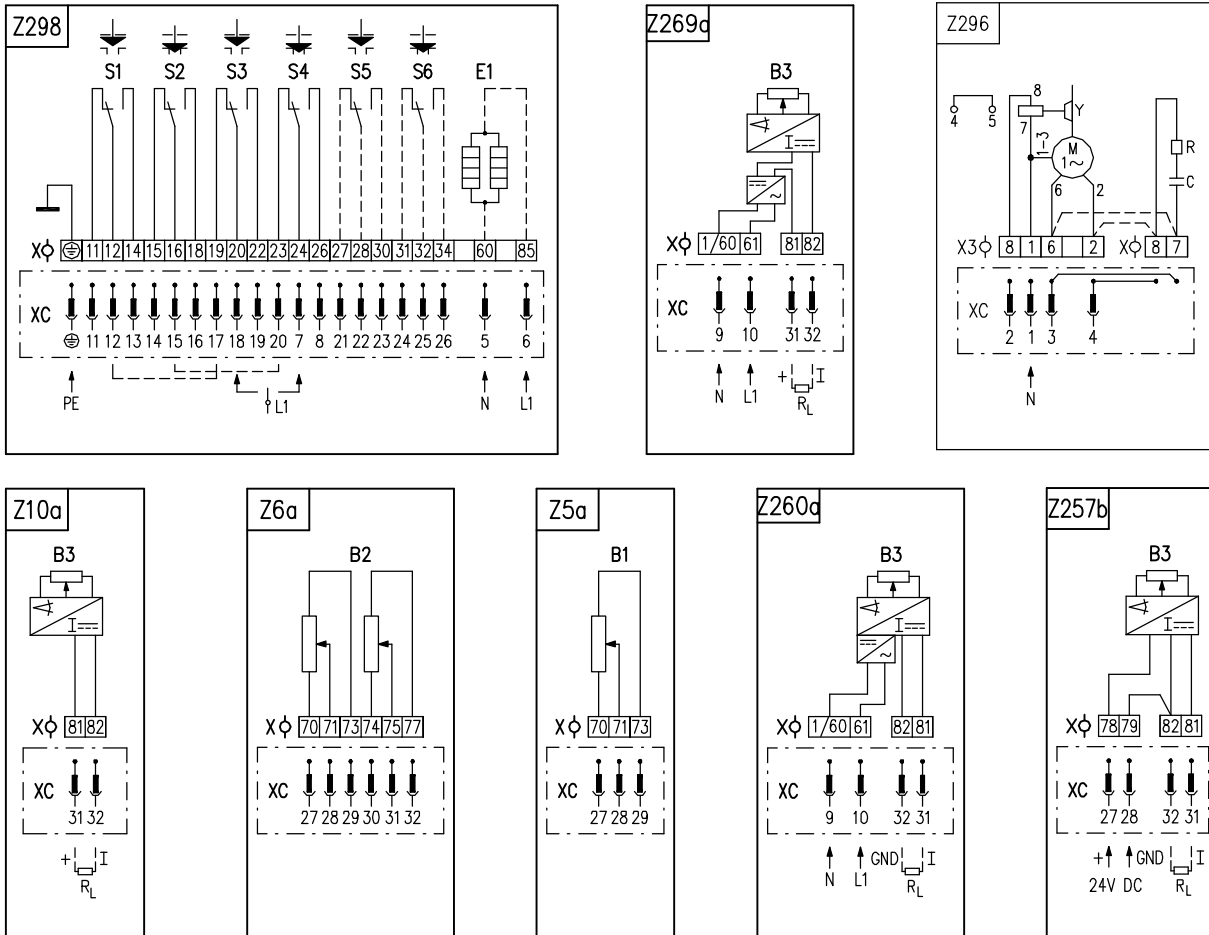 Z298
S1 S2 S3 S4 S5 S6 E1
X 11 12 14 15 16 18 19 20 22 23 24 26 27 28 30 31 32 34 60 85
XC
11 12 13 14 15 16 17 18 19 20 7 8 21 22 23 24 25 26 5 6
PE L1 N L1
Z269a
B3
I
~
X 1/60 61 81 82
XC
9 10 31 32
N L1 + I
RL
Z296
4 5
8
7
Y
1-3
M
1~
6 2
R
C
X3 8 1 6 2 X 8 7
XC
2 1 3 4
N
Z10a
B3
I
X 81 82
XC
31 32
+ I
RL
Z6a
B2
X 70 71 73 74 75 77
XC
27 28 29 30 31 32
Z5a
B1
X 70 71 73
XC
27 28 29
Z260a
B3
I
~
X 1/60 61 82 81
XC
9 10 32 31
N L1 GND I
RL
Z257b
B3
I
X 78 79 82 81
XC
27 28 32 31
+ GND I
24V DC RL